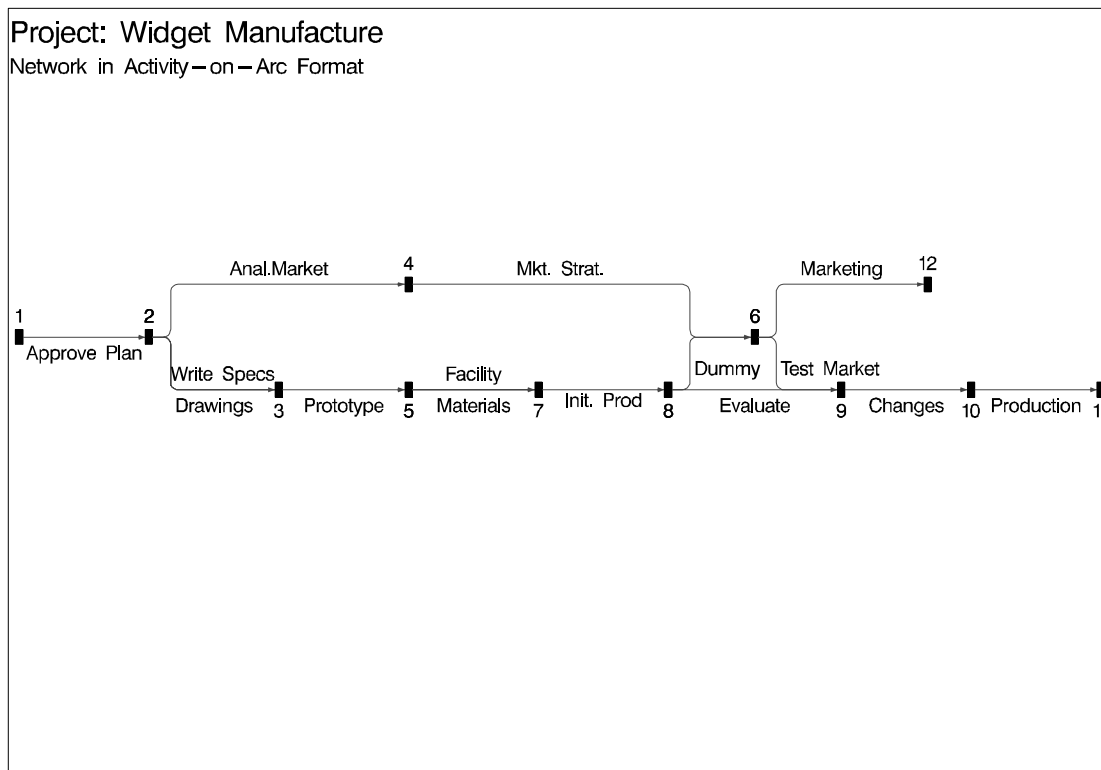 Project: Widget Manufacture
Network in Activity-on-Arc Format
Anal.Market
4
Mkt. Strat.
Marketing
12
1
2
6
Approve Plan
Write Specs
Facility
Dummy
Test Market
Drawings
3
Prototype
5
Materials
7
Init. Prod
8
Evaluate
9
Changes
10
Production
1